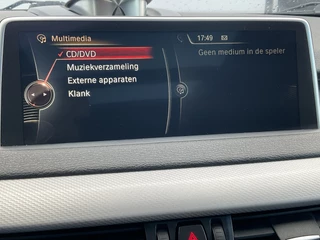 Multimedia
17:49
CD/DVD
Geen medium in de speler
Muziekverzameling
Externe apparaten
Klank